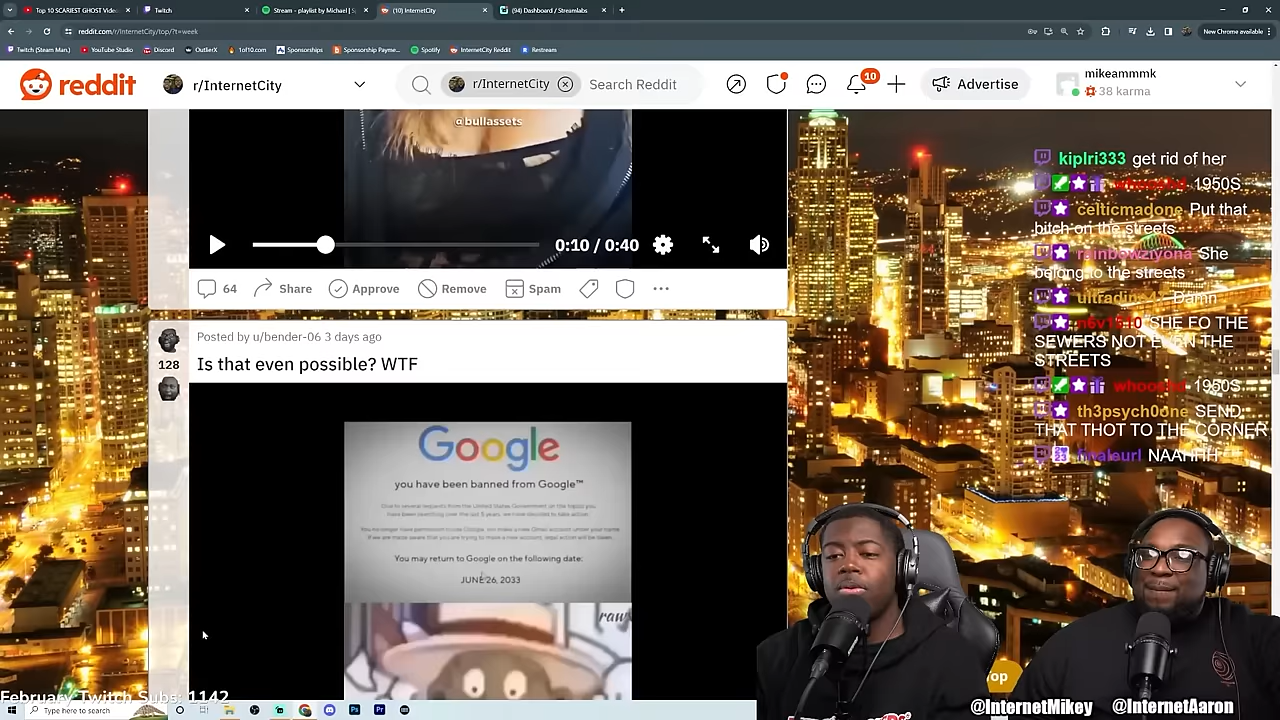 Top 10 SCARIEST GHOST Video
Twitch
Stream - playlist by Michael | S
(10) InternetCity
(94) Dashboard / Streamlabs
reddit.com/r/InternetCity/top/?t=week
New Chrome available
Twitch (Steam Man.)
YouTube Studio
Discord
OutlierX
1of10.com
Sponsorships
Sponsorship Payme...
Spotify
InternetCity Reddit
Restream
reddit
r/InternetCity
r/InternetCity
Search Reddit
10
Advertise
mikeammmk
38 karma
@bullassets
0:10 / 0:40
64
Share
Approve
Remove
Spam
Posted by u/bender-06 3 days ago
128
Is that even possible? WTF
Google
you have been banned from Google™
You may return to Google on the following date:
JUNE 26, 2033
raw
kiplri333 get rid of her
1950S
celticmadone Put that
bitch on the streets
rainbowziyona She
belong to the streets
Damn
SHE FO THE
SEWERS NOT EVEN THE
STREETS
1950S
th3psych0one SEND
THAT THOT TO THE CORNER
NAAHHH
op
@InternetMikey
@InternetAaron
February Twitch Subs: 1142
Type here to search